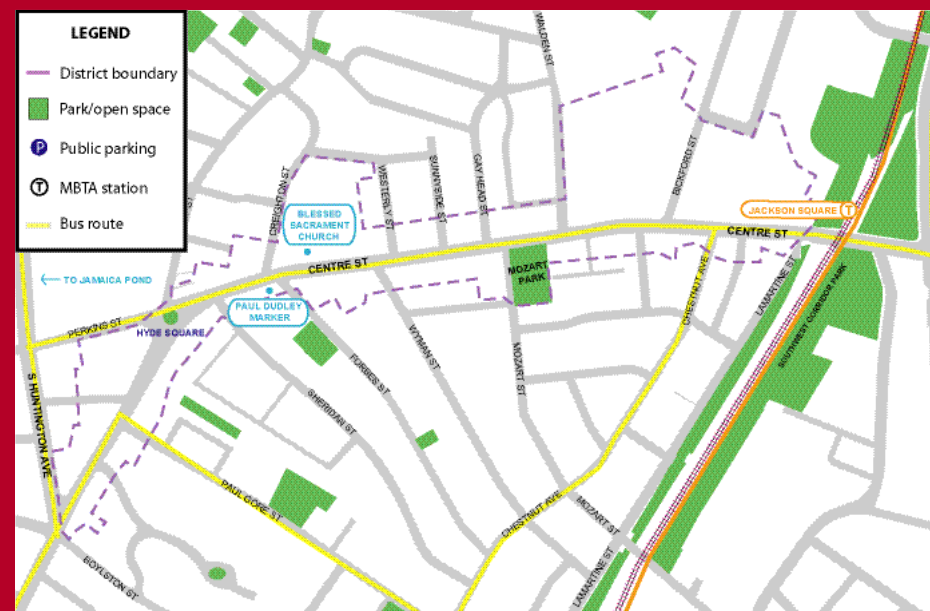 LEGEND
District boundary
Park/open space
P
Public parking
T
MBTA station
Bus route
WALDEN ST
BICKFORD ST
CREIGHTON ST
WESTERLY ST
SUNNYSIDE ST
GAY HEAD ST
ST
BLESSED
SACRAMENT
CHURCH
JACKSON SQUARE
T
CENTRE ST
CENTRE ST
MOZART
PARK
TO JAMAICA POND
PAUL DUDLEY
MARKER
PERKINS ST
HYDE SQUARE
CHESTNUT AVE
LAMARTINE ST
SOUTHWEST CORRIDOR PARK
S HUNTINGTON AVE
FORBES ST
WYMAN ST
MOZART ST
SHERIDAN ST
PAUL GORE ST
CHESTNUT AVE
MOZART ST
LAMARTINE ST
BOYLSTON ST